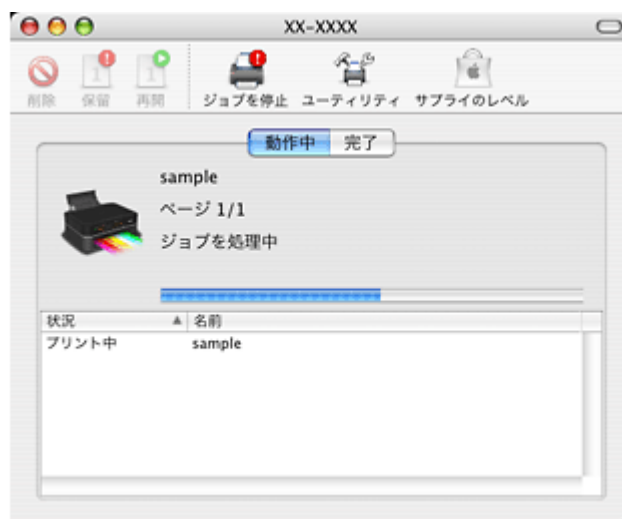 XX-XXXX
削除 保留 再開 ジョブを停止 ユーティリティ サプライのレベル
動作中 完了
sample
ページ 1/1
ジョブを処理中
状況 ▲ 名前
プリント中 sample